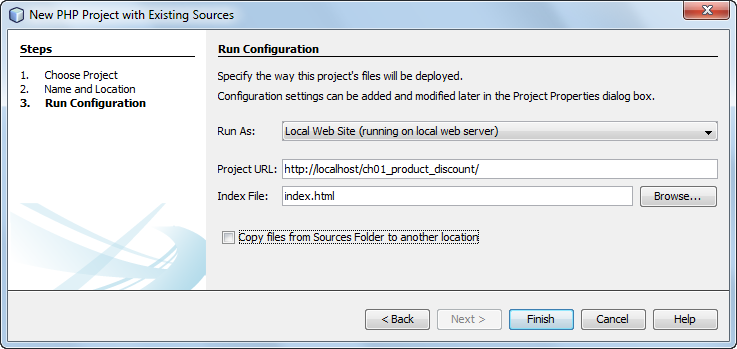 New PHP Project with Existing Sources
Steps
1. Choose Project
2. Name and Location
3. Run Configuration
Run Configuration
Specify the way this project's files will be deployed.
Configuration settings can be added and modified later in the Project Properties dialog box.
Run As: Local Web Site (running on local web server)
Project URL: http://localhost/ch01_product_discount/
Index File: index.html Browse...
Copy files from Sources Folder to another location
< Back Next > Finish Cancel Help